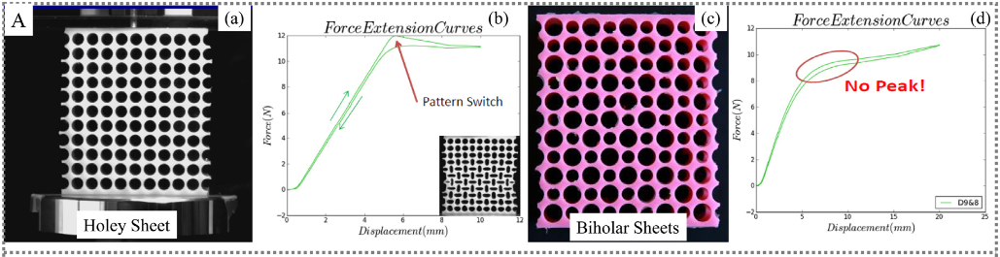 A
(a)
Holey Sheet
(b)
ForceExtensionCurves
12
10
8
6
4
2
0
−2
Force(N)
Pattern Switch
0
2
4
6
8
10
12
Displacement(mm)
(c)
Biholar Sheets
(d)
ForceExtensionCurves
12
10
8
6
4
2
0
−2
Force(N)
No Peak!
D9&8
0
5
10
15
20
25
Displacement(mm)